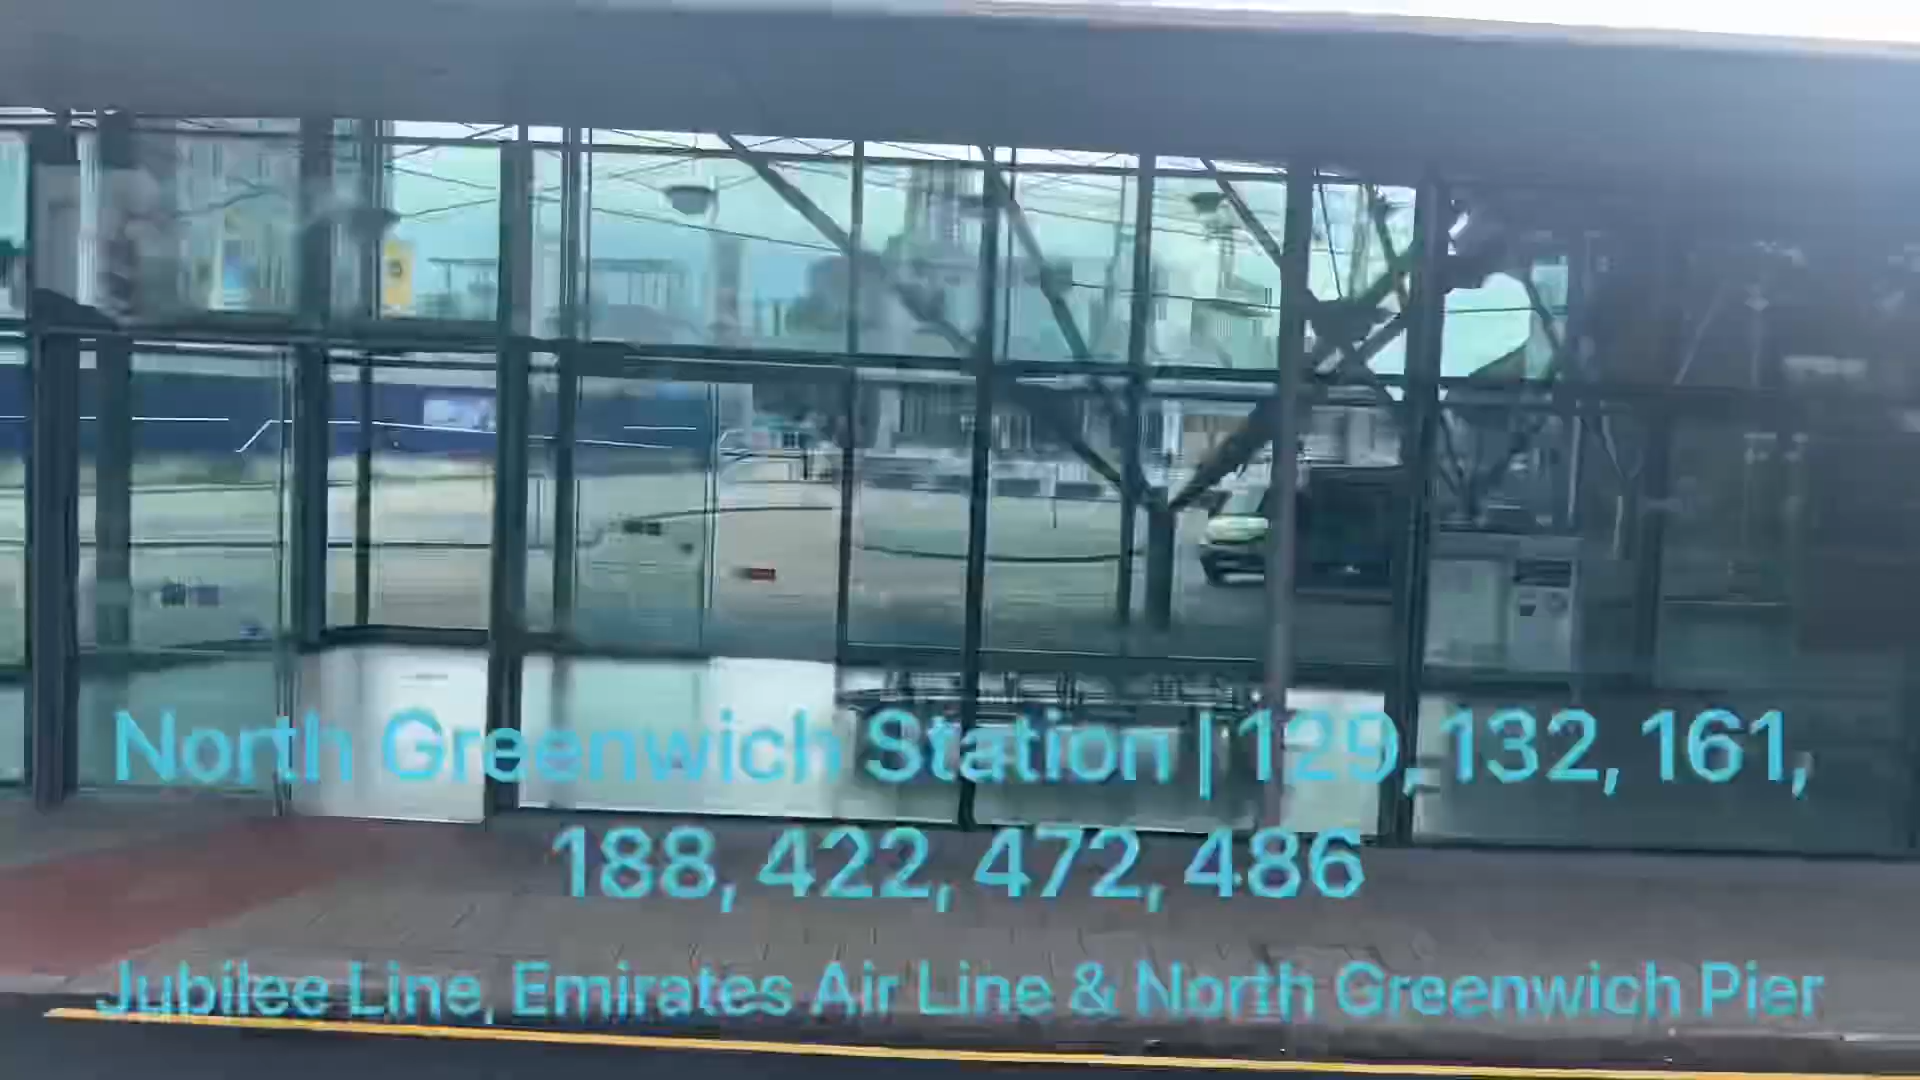 North Greenwich Station | 129, 132, 161,
188, 422, 472, 486
Jubilee Line, Emirates Air Line & North Greenwich Pier